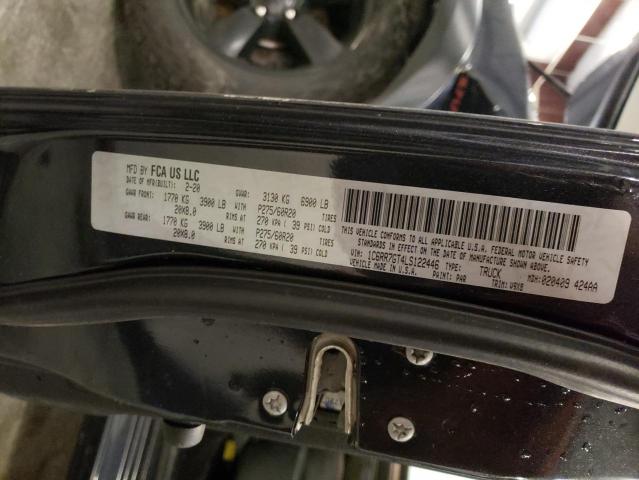 MFD BY FCA US LLC
DATE OF MFR(BUILT): 2-20 GVWR: 3130 KG 6900 LB
GAWR FRONT: 1770 KG 3900 LB WITH P275/60R20 TIRES
20X8.0 RIMS AT 270 KPA ( 39 PSI) COLD
GAWR REAR: 1770 KG 3900 LB WITH P275/60R20 TIRES
20X8.0 RIMS AT 270 KPA ( 39 PSI) COLD
THIS VEHICLE CONFORMS TO ALL APPLICABLE U.S.A. FEDERAL MOTOR VEHICLE SAFETY
STANDARDS IN EFFECT ON THE DATE OF MANUFACTURE SHOWN ABOVE.
VIN: 1C6RR7GT4LS122446 TYPE: TRUCK MDH: 020409 424AA
MADE IN U.S.A. PAINT: PAR TRIM: V9X8